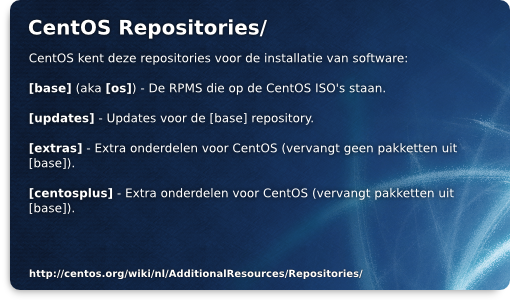 CentOS Repositories/
CentOS kent deze repositories voor de installatie van software:
[base] (aka [os]) - De RPMS die op de CentOS ISO's staan.
[updates] - Updates voor de [base] repository.
[extras] - Extra onderdelen voor CentOS (vervangt geen pakketten uit
[base]).
[centosplus] - Extra onderdelen voor CentOS (vervangt pakketten uit
[base]).
http://centos.org/wiki/nl/AdditionalResources/Repositories/